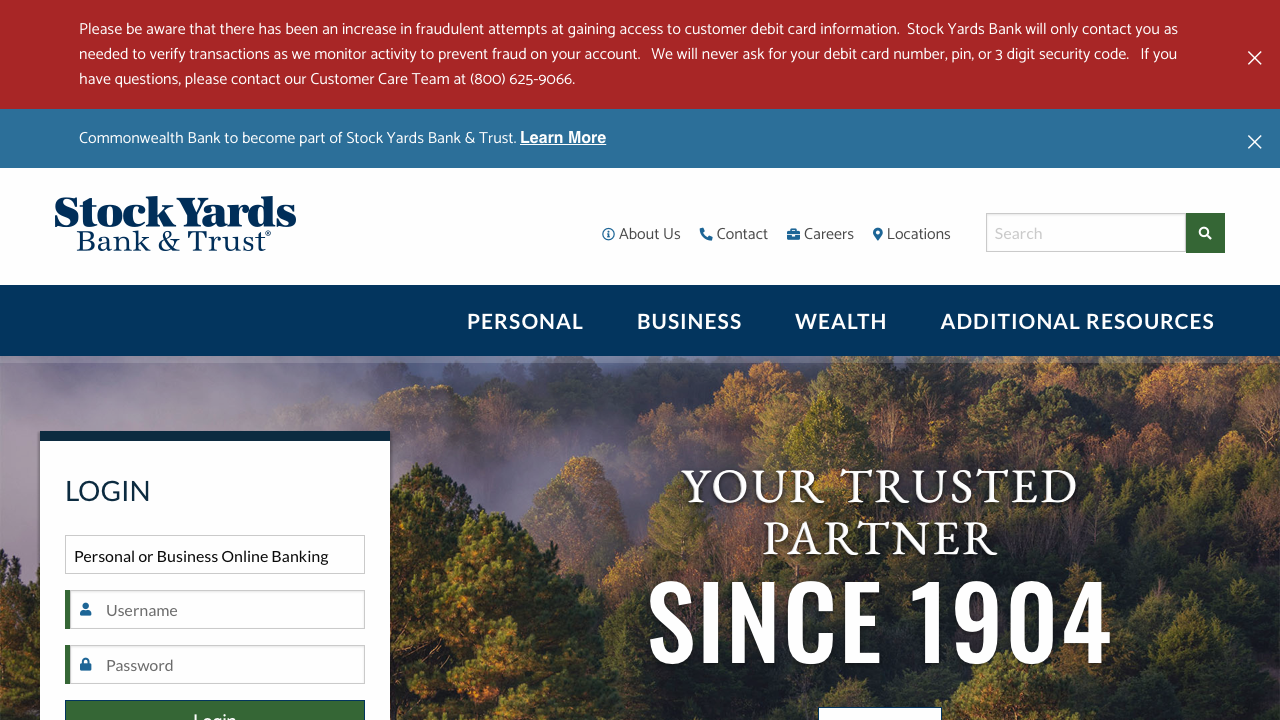 Please be aware that there has been an increase in fraudulent attempts at gaining access to customer debit card information.  Stock Yards Bank will only contact you as
needed to verify transactions as we monitor activity to prevent fraud on your account.   We will never ask for your debit card number, pin, or 3 digit security code.   If you
have questions, please contact our Customer Care Team at (800) 625-9066.
Commonwealth Bank to become part of Stock Yards Bank & Trust. Learn More
Stock Yards
Bank & Trust®
About Us Contact Careers Locations Search
PERSONAL BUSINESS WEALTH ADDITIONAL RESOURCES
LOGIN
Personal or Business Online Banking
Username
Password
Login
YOUR TRUSTED
PARTNER
SINCE 1904